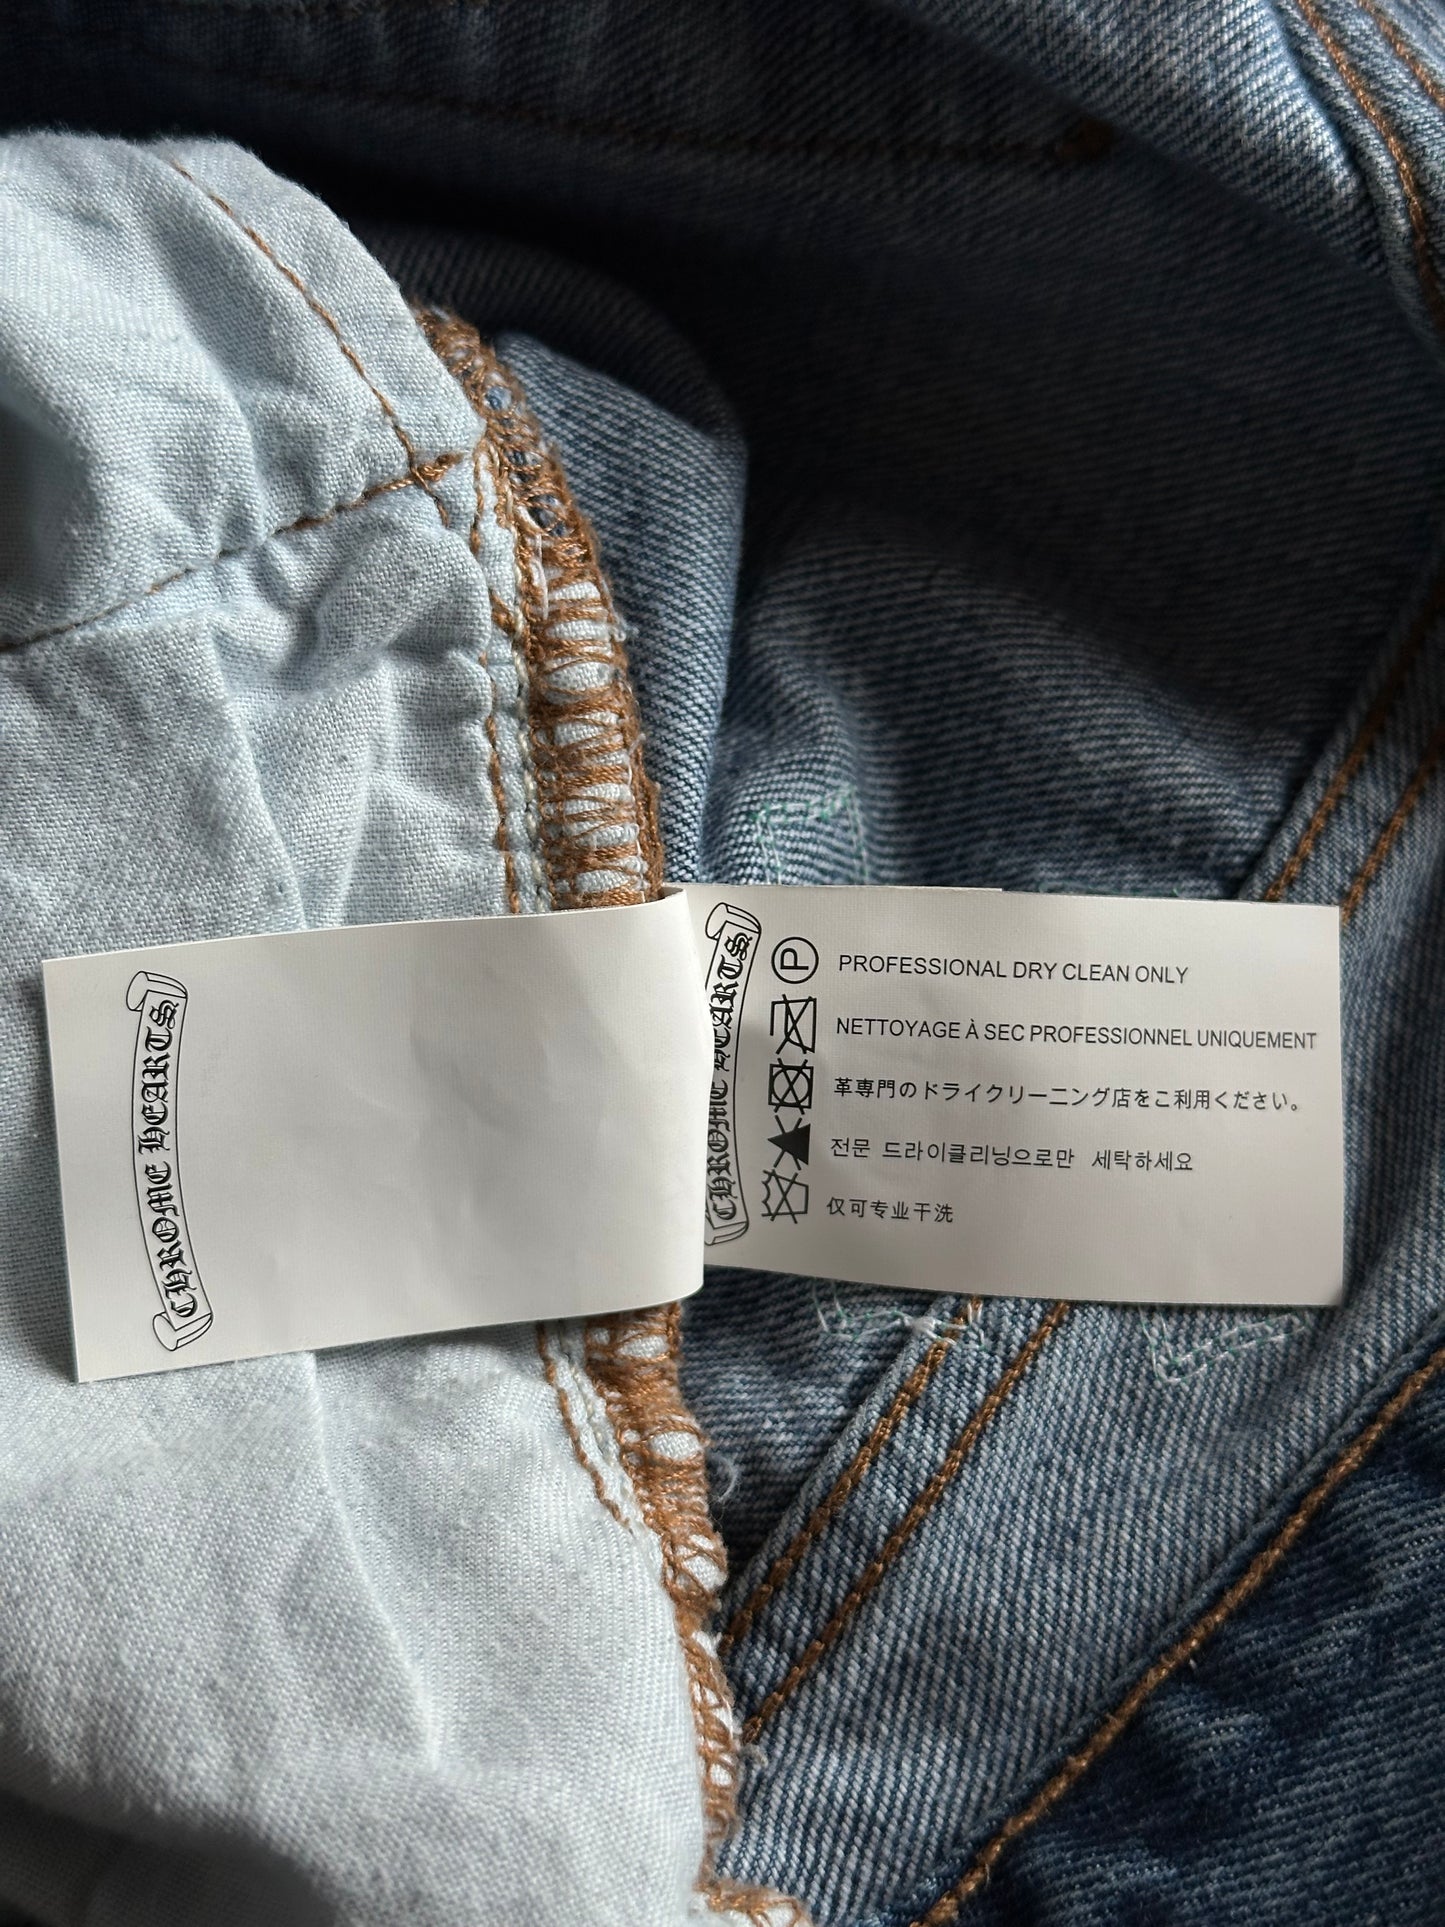 CHROME HEARTS
CHROME HEARTS
P
PROFESSIONAL DRY CLEAN ONLY
NETTOYAGE À SEC PROFESSIONNEL UNIQUEMENT
革専門のドライクリーニング店をご利用ください。
전문 드라이클리닝으로만 세탁하세요
仅可专业干洗